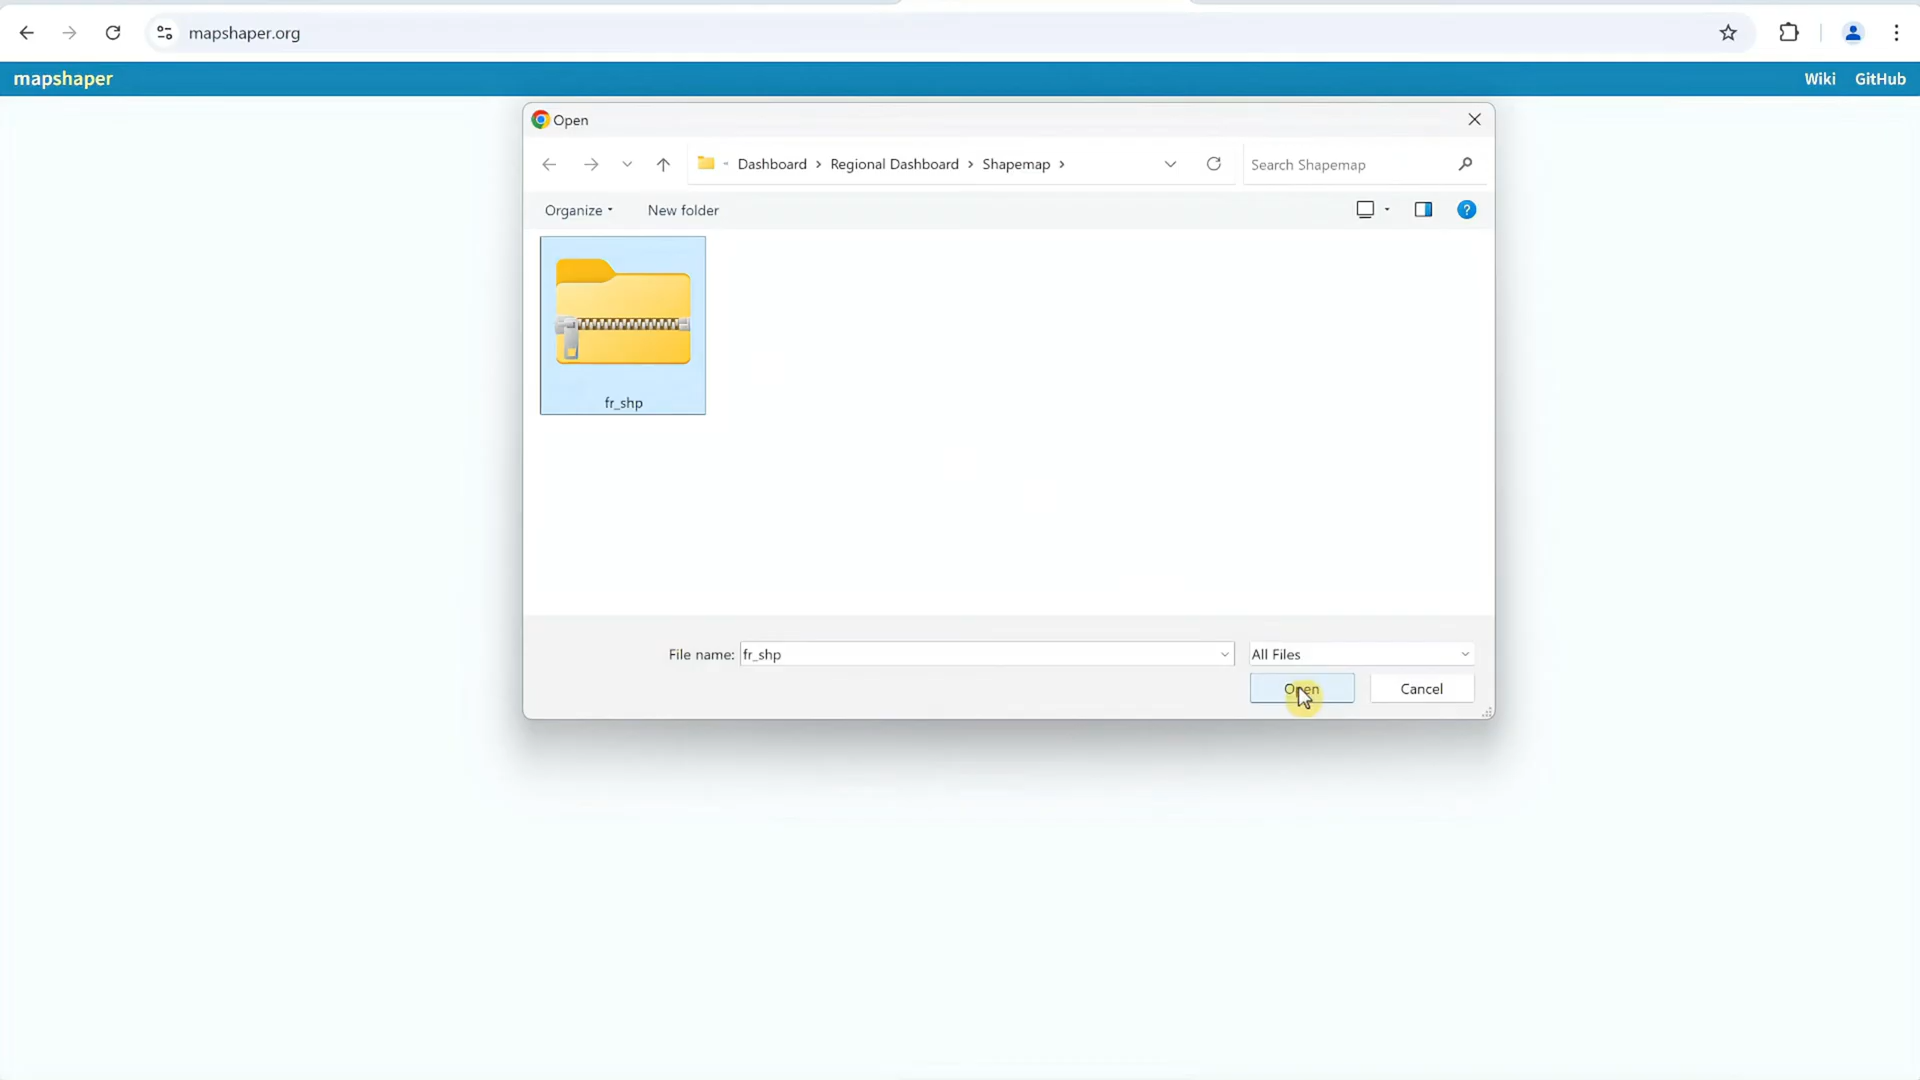 mapshaper.org
mapshaper
Wiki GitHub
Open
Dashboard Regional Dashboard Shapemap
Search Shapemap
Organize New folder
?
fr_shp
File name: fr_shp All Files
Open Cancel